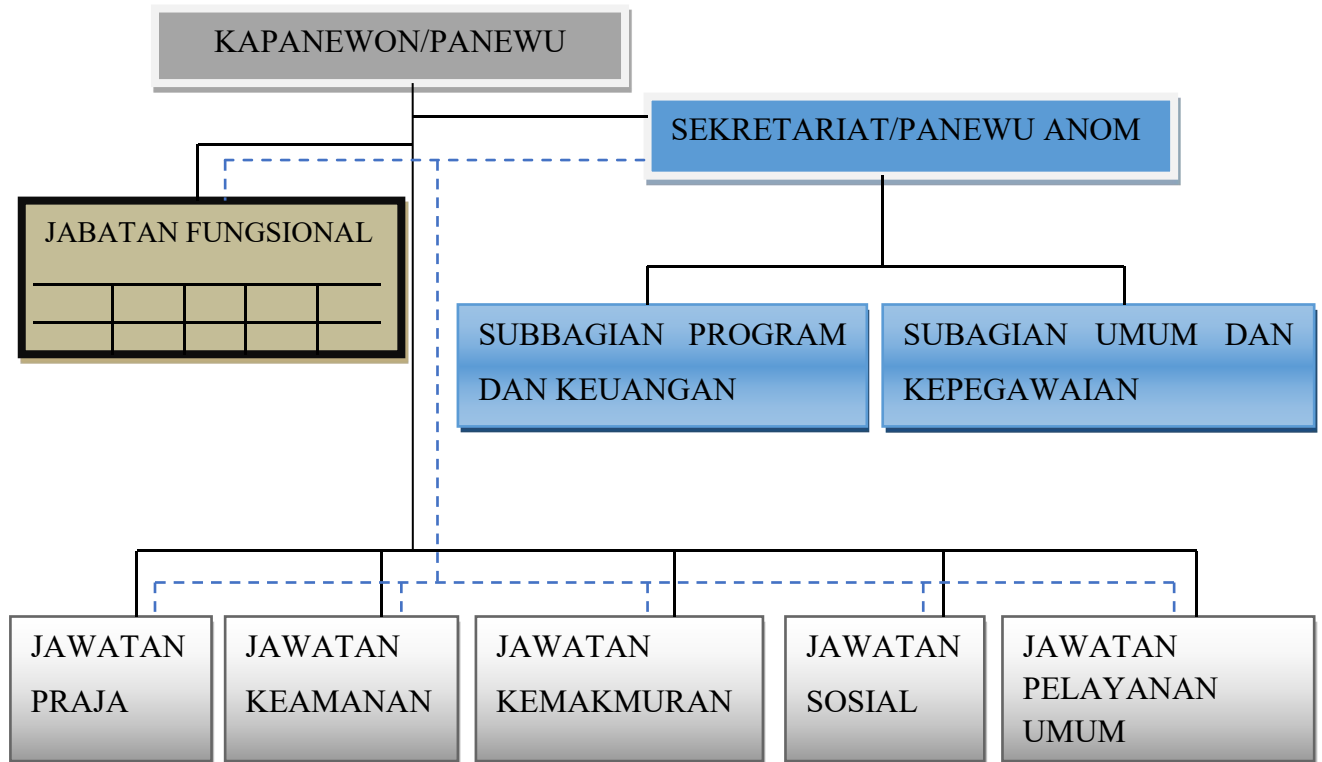 KAPANEWON/PANEWU
SEKRETARIAT/PANEWU ANOM
JABATAN FUNGSIONAL
SUBBAGIAN PROGRAM
DAN KEUANGAN
SUBAGIAN UMUM DAN
KEPEGAWAIAN
JAWATAN
PRAJA
JAWATAN
KEAMANAN
JAWATAN
KEMAKMURAN
JAWATAN
SOSIAL
JAWATAN
PELAYANAN
UMUM